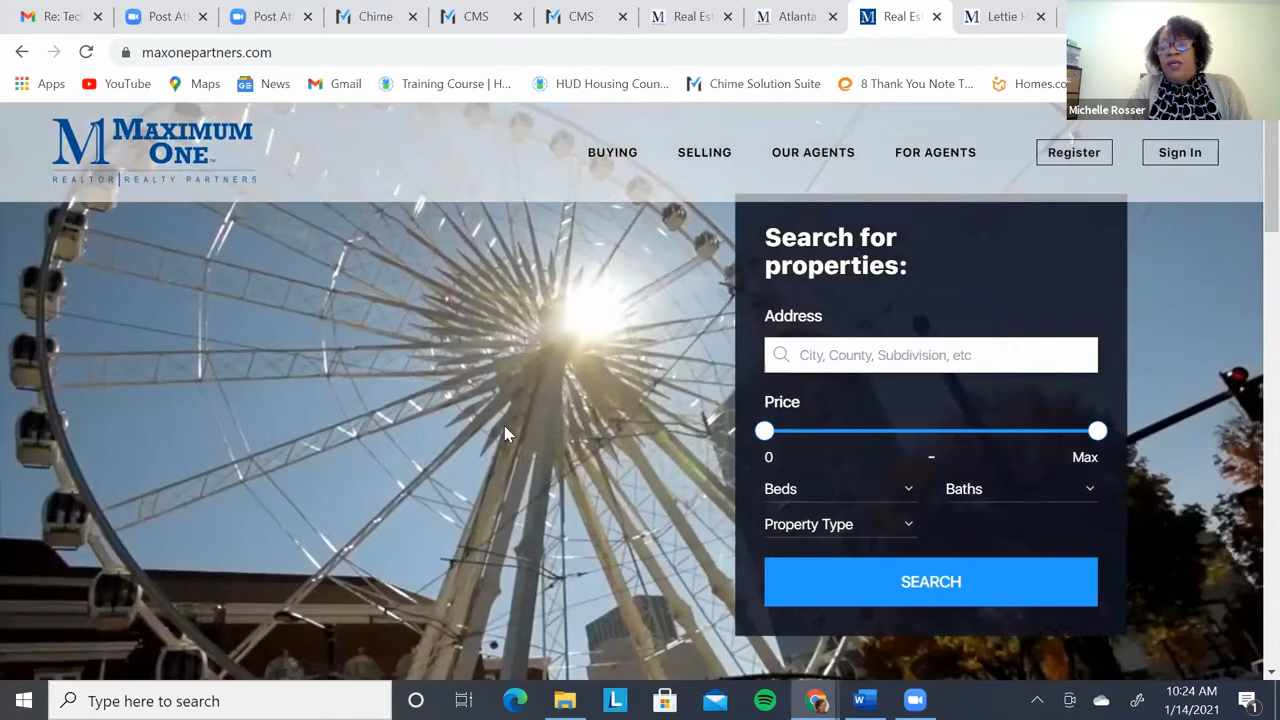 Re: Tech
Post Att
Post Att
Chime
CMS
CMS
Real Est
Atlanta
Real Es
Lettie H
maxonepartners.com
Apps
YouTube
Maps
News
Gmail
Training Course | H...
HUD Housing Coun...
Chime Solution Suite
8 Thank You Note T...
Homes.co
Michelle Rosser
M MAXIMUM
ONE™
REALTOR | REALTY PARTNERS
BUYING
SELLING
OUR AGENTS
FOR AGENTS
Register
Sign In
Search for
properties:
Address
City, County, Subdivision, etc
Price
0
-
Max
Beds
Baths
Property Type
SEARCH
Type here to search
10:24 AM
1/14/2021